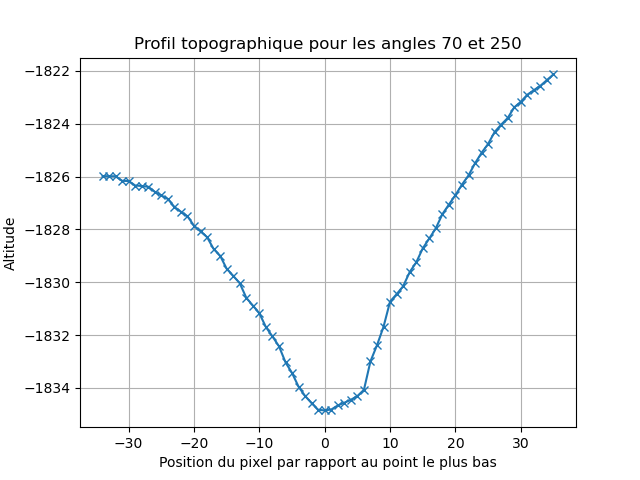 Profil topographique pour les angles 70 et 250
−1822
−1824
−1826
−1828
−1830
−1832
−1834
Altitude
−30 −20 −10 0 10 20 30
Position du pixel par rapport au point le plus bas